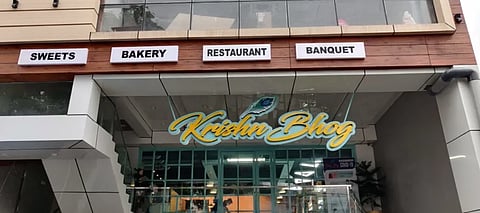 SWEETS
BAKERY
RESTAURANT
BANQUET
Krishn Bhog